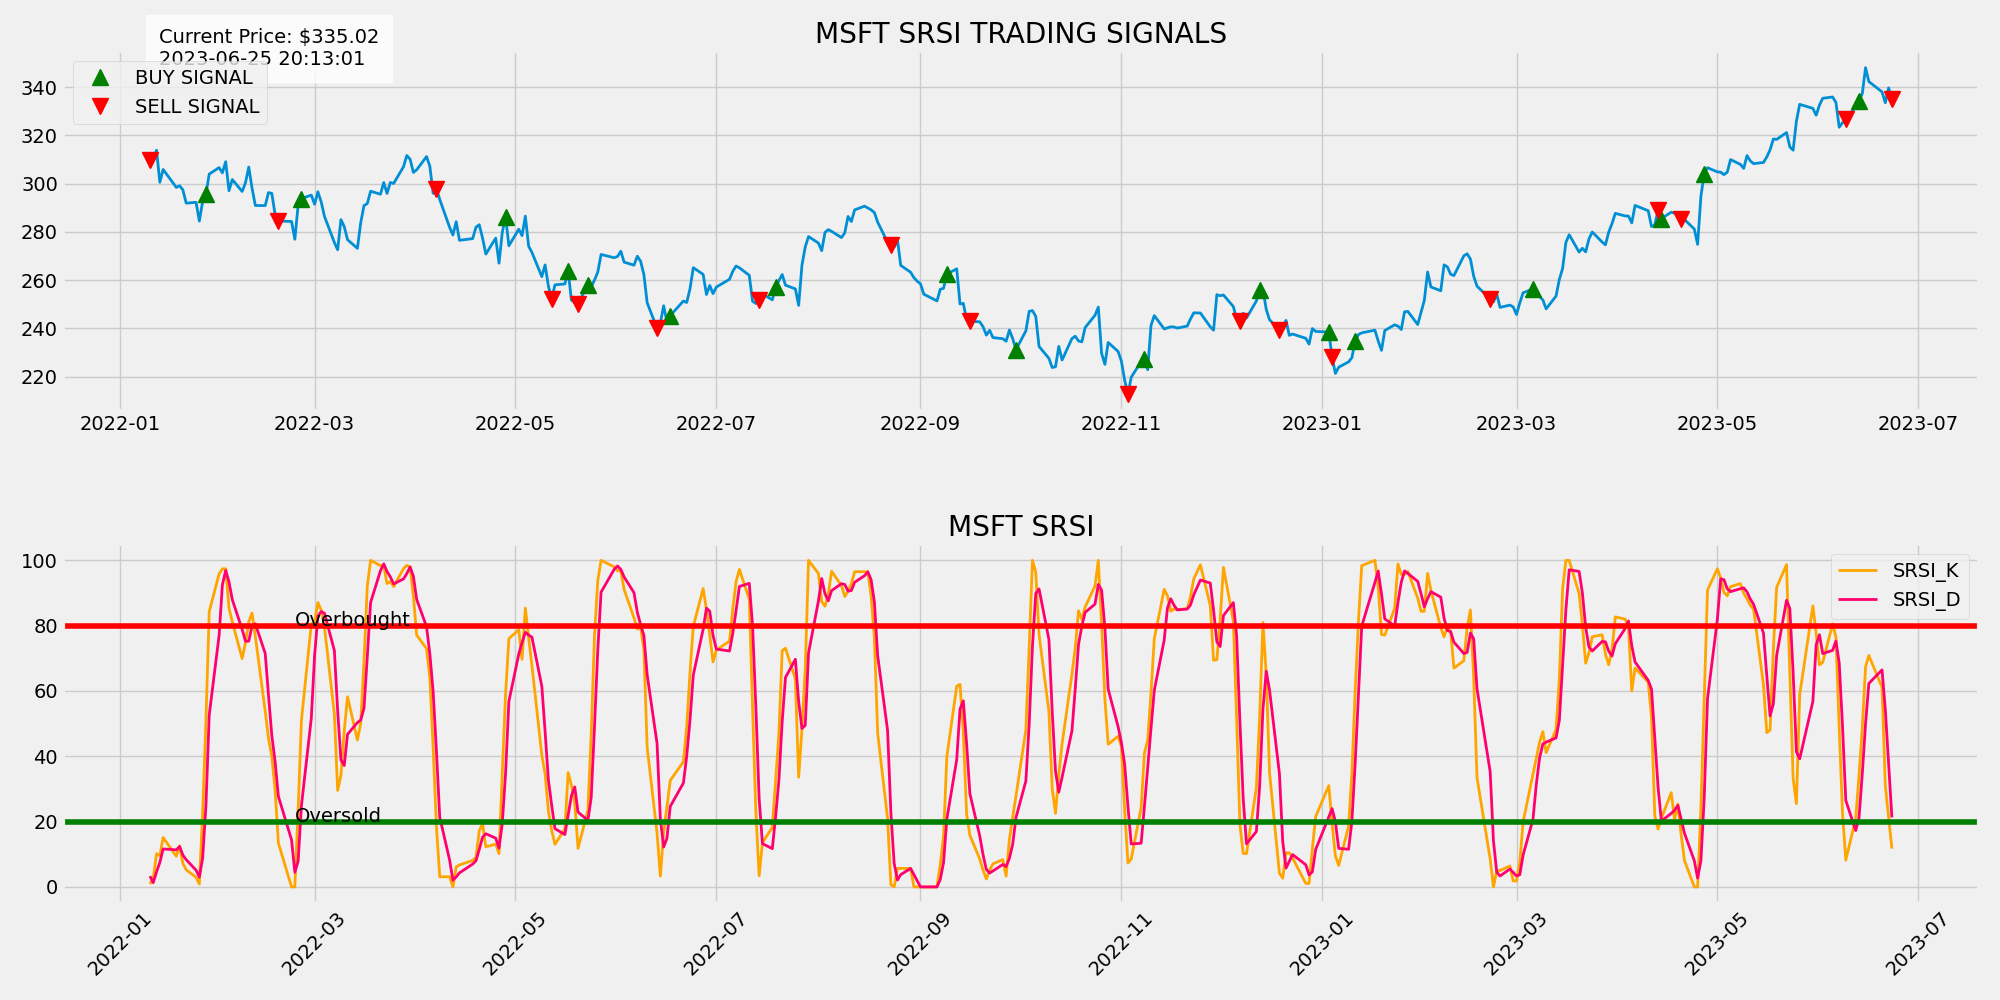 MSFT SRSI TRADING SIGNALS
Current Price: $335.02
2023-06-25 20:13:01
BUY SIGNAL
SELL SIGNAL
340
320
300
280
260
240
220
2022-01 2022-03 2022-05 2022-07 2022-09 2022-11 2023-01 2023-03 2023-05 2023-07
MSFT SRSI
SRSI_K
SRSI_D
100
80
60
40
20
0
Overbought
Oversold
2022-01 2022-03 2022-05 2022-07 2022-09 2022-11 2023-01 2023-03 2023-05 2023-07